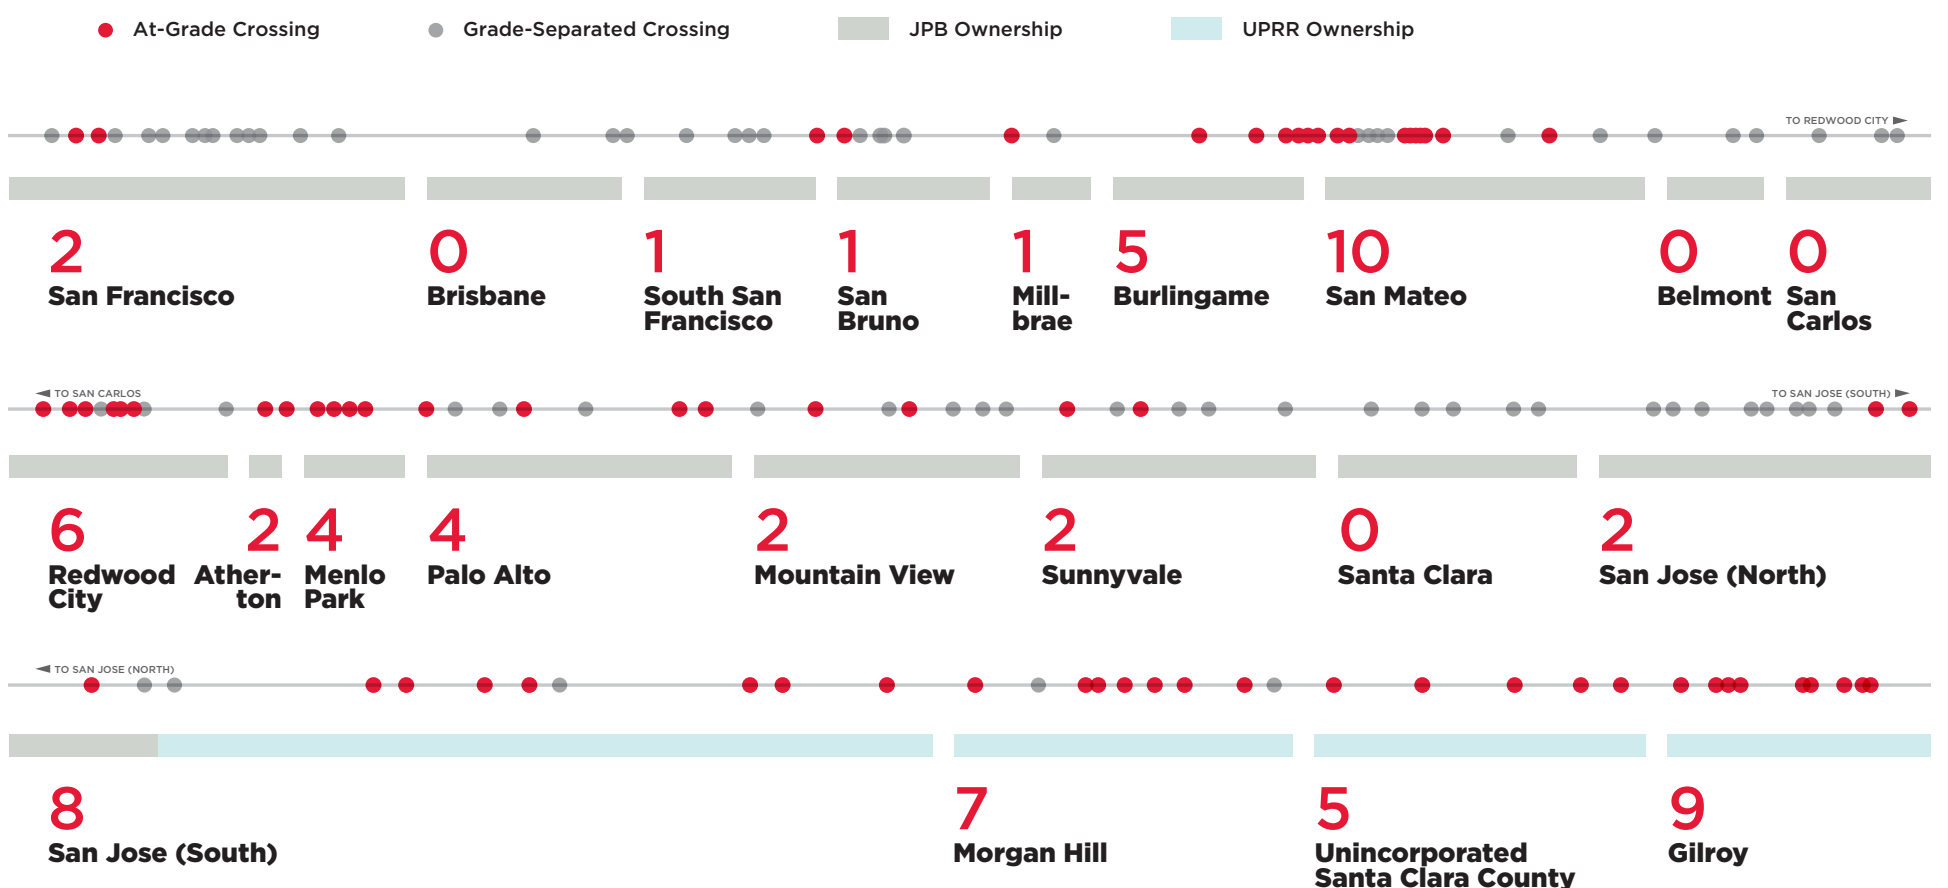 At-Grade Crossing
Grade-Separated Crossing
JPB Ownership
UPRR Ownership
TO REDWOOD CITY
2
San Francisco
0
Brisbane
1
South San
Francisco
1
San
Bruno
1
Mill-
brae
5
Burlingame
10
San Mateo
0
Belmont
0
San
Carlos
TO SAN CARLOS
TO SAN JOSE (SOUTH)
6
Redwood
City
2
Ather-
ton
4
Menlo
Park
4
Palo Alto
2
Mountain View
2
Sunnyvale
0
Santa Clara
2
San Jose (North)
TO SAN JOSE (NORTH)
8
San Jose (South)
7
Morgan Hill
5
Unincorporated
Santa Clara County
9
Gilroy